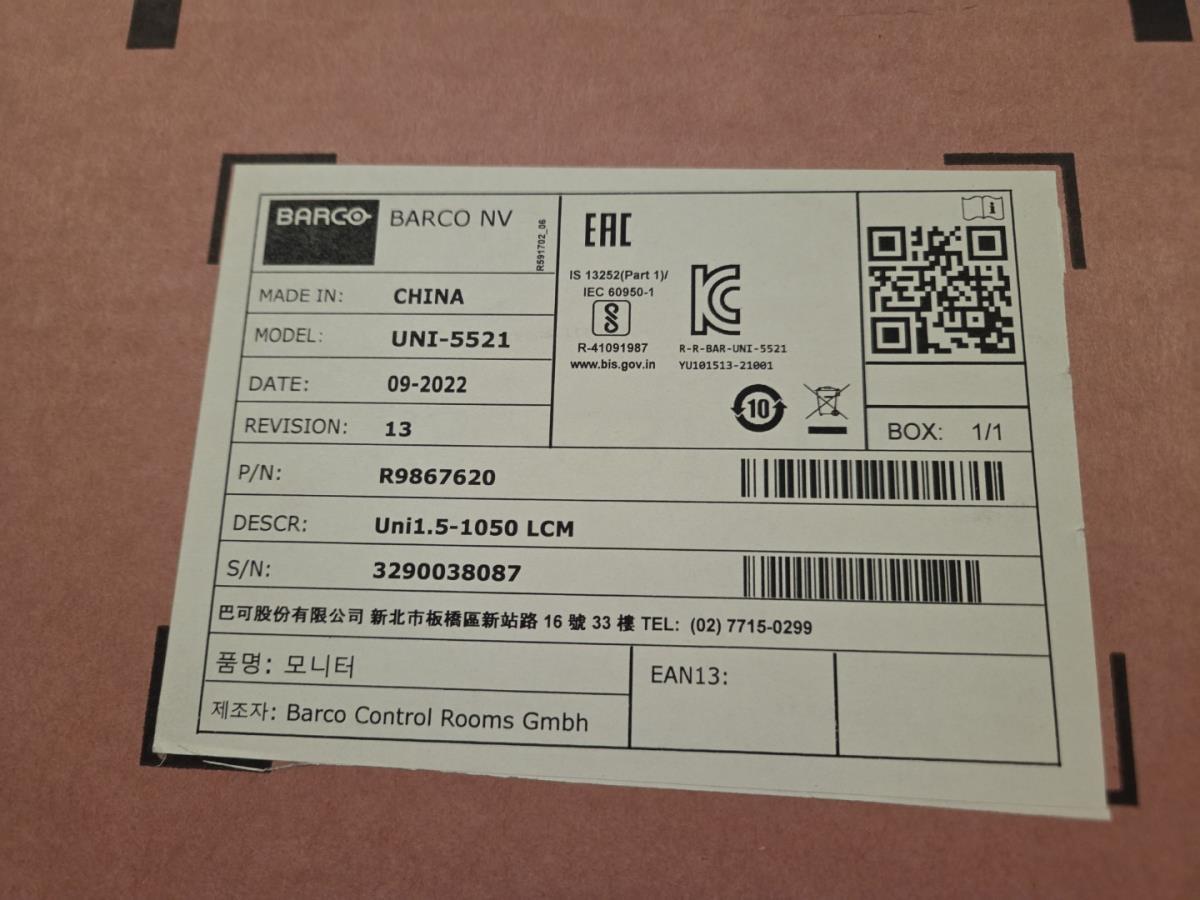 BARCO
BARCO NV
R591702_06
MADE IN: CHINA
MODEL: UNI-5521
DATE: 09-2022
REVISION: 13
EAC
IS 13252(Part 1)/
IEC 60950-1
R-41091987
www.bis.gov.in
R-R-BAR-UNI-5521
YU101513-21001
10
BOX: 1/1
P/N: R9867620
DESCR: Uni1.5-1050 LCM
S/N: 3290038087
巴可股份有限公司 新北市板橋區新站路 16 號 33 樓 TEL: (02) 7715-0299
품명: 모니터
제조자: Barco Control Rooms Gmbh
EAN13: